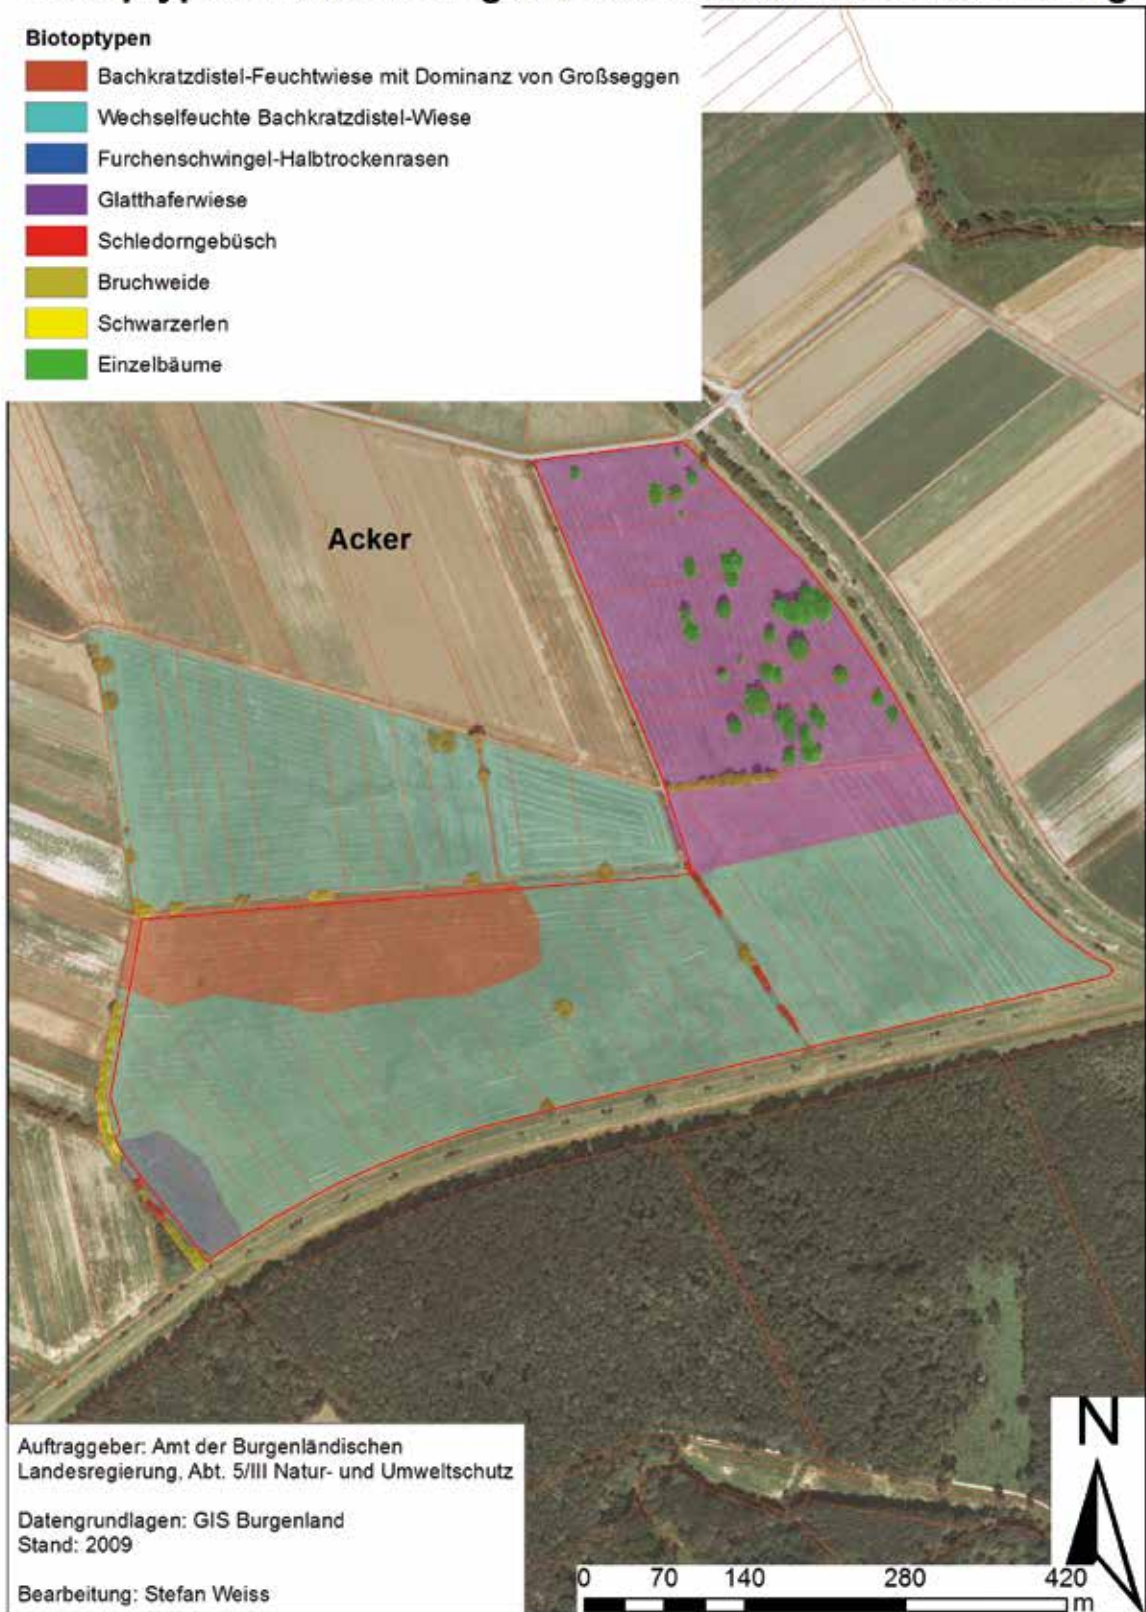 Biotoptypen
Bachkratzdistel-Feuchtwiese mit Dominanz von Großseggen
Wechselfeuchte Bachkratzdistel-Wiese
Furchenschwingel-Halbtrockenrasen
Glatthaferwiese
Schledorngebüsch
Bruchweide
Schwarzerlen
Einzelbäume
Acker
Auftraggeber: Amt der Burgenländischen
Landesregierung, Abt. 5/III Natur- und Umweltschutz
Datengrundlagen: GIS Burgenland
Stand: 2009
Bearbeitung: Stefan Weiss
N
0 70 140 280 420
m